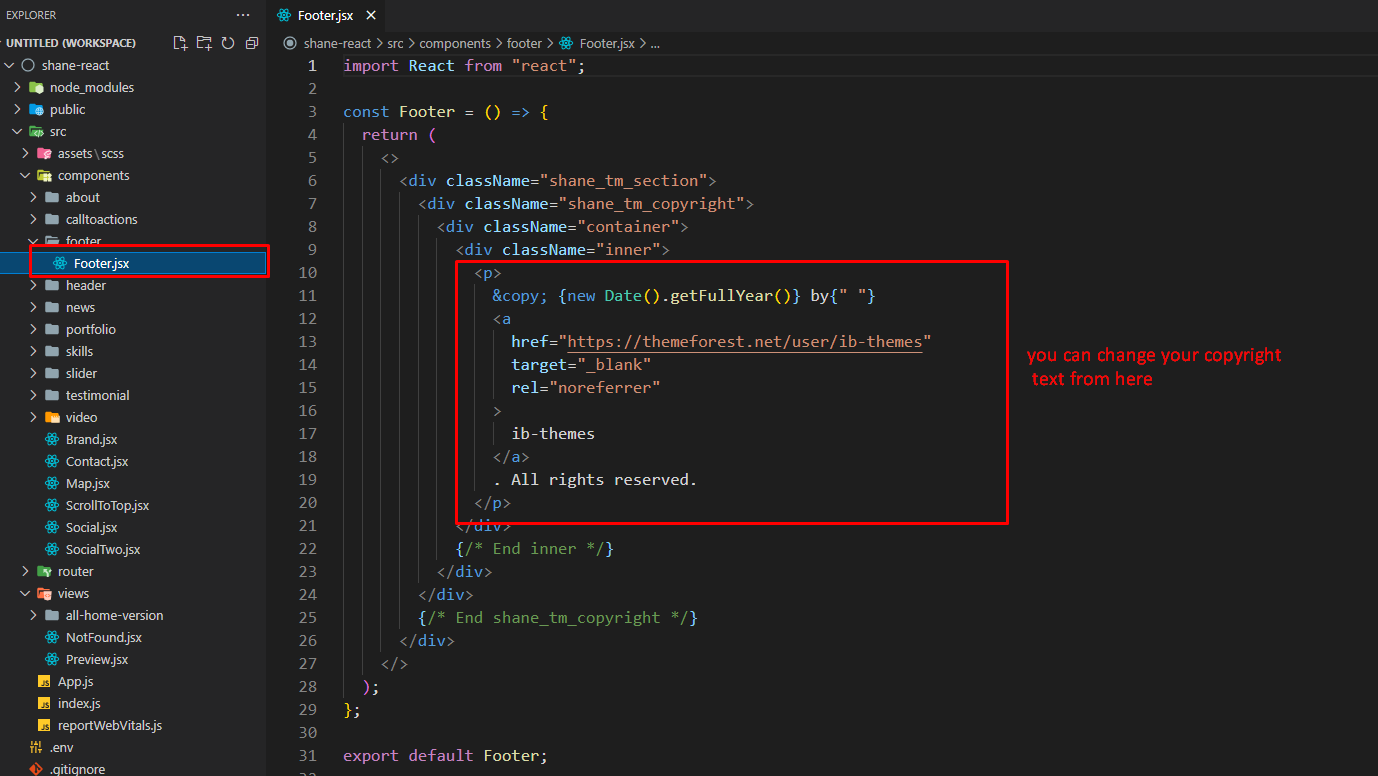 EXPLORER
UNTITLED (WORKSPACE)
shane-react
node_modules
public
src
assets\scss
components
about
calltoactions
footer
Footer.jsx
header
news
portfolio
skills
slider
testimonial
video
Brand.jsx
Contact.jsx
Map.jsx
ScrollToTop.jsx
Social.jsx
SocialTwo.jsx
router
views
all-home-version
NotFound.jsx
Preview.jsx
App.js
index.js
reportWebVitals.js
.env
.gitignore
Footer.jsx
shane-react > src > components > footer > Footer.jsx > ...
1 import React from "react";
2
3 const Footer = () => {
4 return (
5 <>
6 <div className="shane_tm_section">
7 <div className="shane_tm_copyright">
8 <div className="container">
9 <div className="inner">
10 <p>
11 &copy; {new Date().getFullYear()} by{" "}
12 <a
13 href="https://themeforest.net/user/ib-themes"
14 target="_blank"
15 rel="noreferrer"
16 >
17 ib-themes
18 </a>
19 . All rights reserved.
20 </p>
21 </div>
22 {/* End inner */}
23 </div>
24 </div>
25 {/* End shane_tm_copyright */}
26 </div>
27 </>
28 );
29 };
30
31 export default Footer;
you can change your copyright
text from here